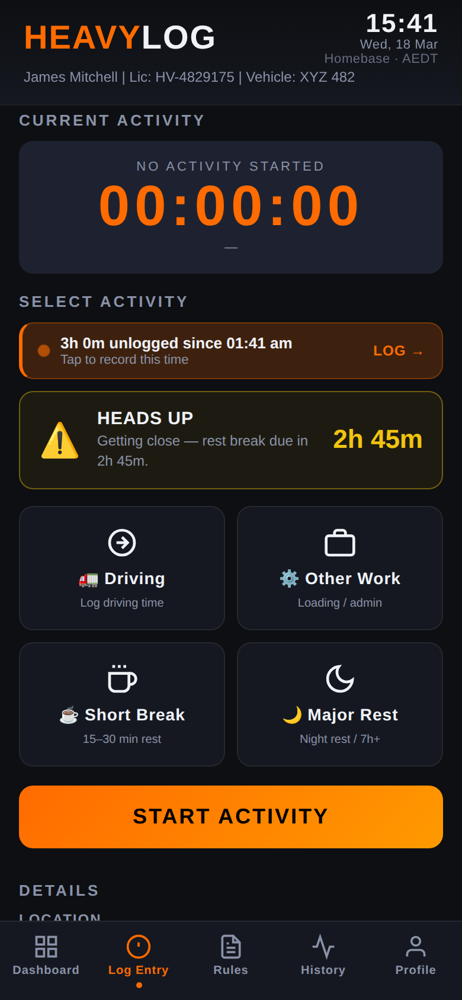 HEAVYLOG
15:41
Wed, 18 Mar
Homebase · AEDT
James Mitchell | Lic: HV-4829175 | Vehicle: XYZ 482
CURRENT ACTIVITY
NO ACTIVITY STARTED
00:00:00
—
SELECT ACTIVITY
3h 0m unlogged since 01:41 am
Tap to record this time
LOG →
HEADS UP
Getting close — rest break due in
2h 45m.
2h 45m
🚛 Driving
Log driving time
⚙️ Other Work
Loading / admin
☕ Short Break
15–30 min rest
🌙 Major Rest
Night rest / 7h+
START ACTIVITY
DETAILS
LOCATION
Dashboard
Log Entry
Rules
History
Profile